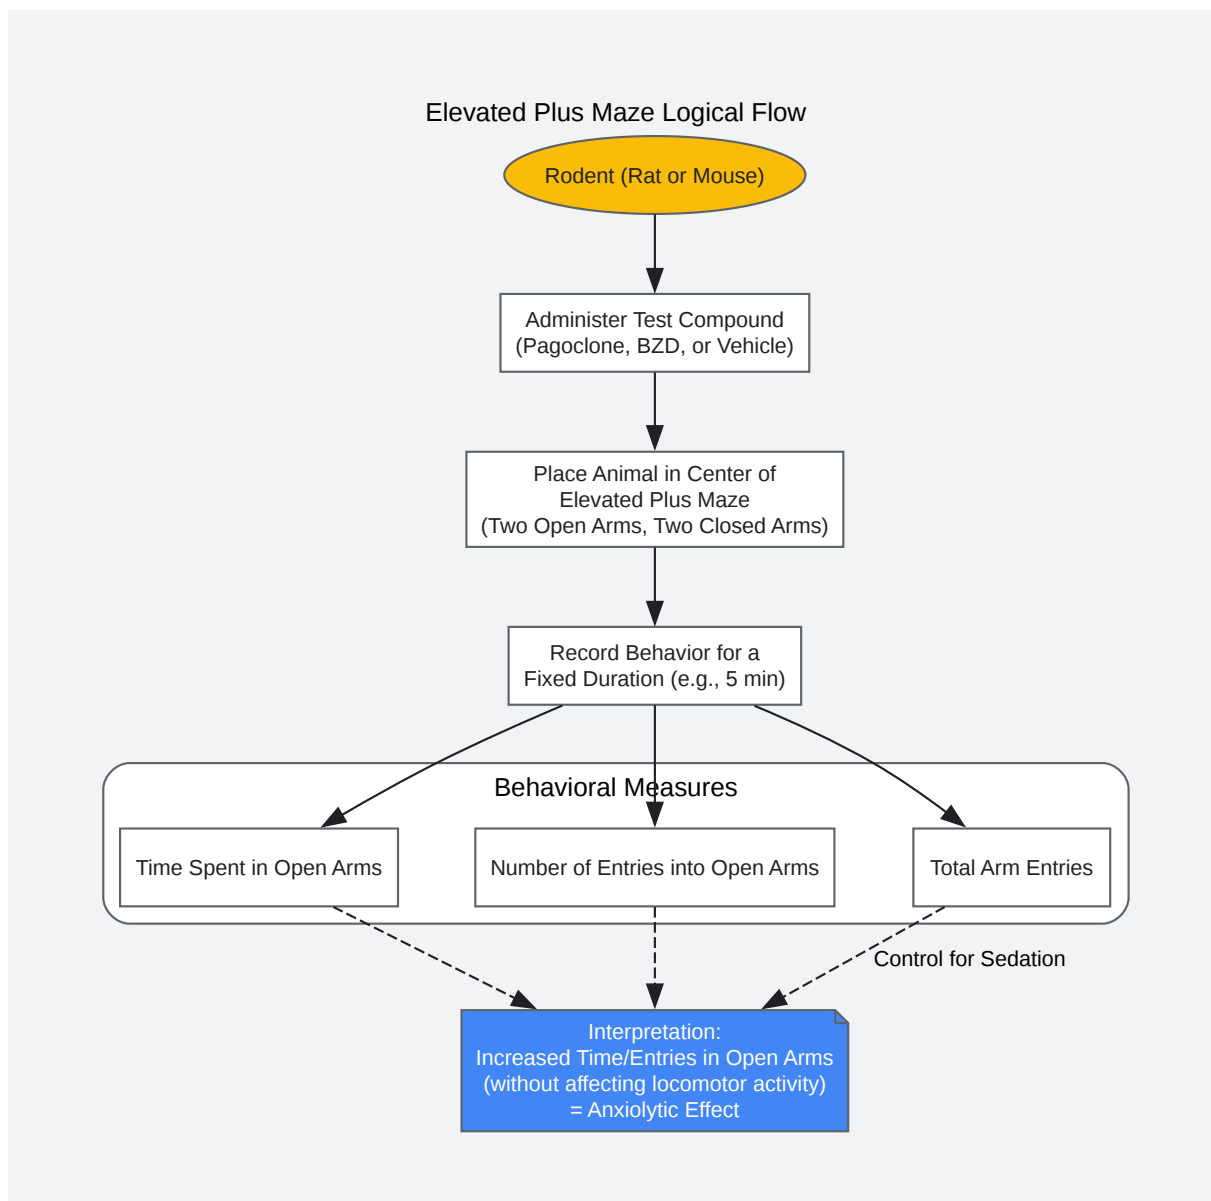 Elevated Plus Maze Logical Flow
Rodent (Rat or Mouse)
Administer Test Compound
(Pagoclone, BZD, or Vehicle)
Place Animal in Center of
Elevated Plus Maze
(Two Open Arms, Two Closed Arms)
Record Behavior for a
Fixed Duration (e.g., 5 min)
Behavioral Measures
Time Spent in Open Arms
Number of Entries into Open Arms
Total Arm Entries
Control for Sedation
Interpretation:
Increased Time/Entries in Open Arms
(without affecting locomotor activity)
= Anxiolytic Effect